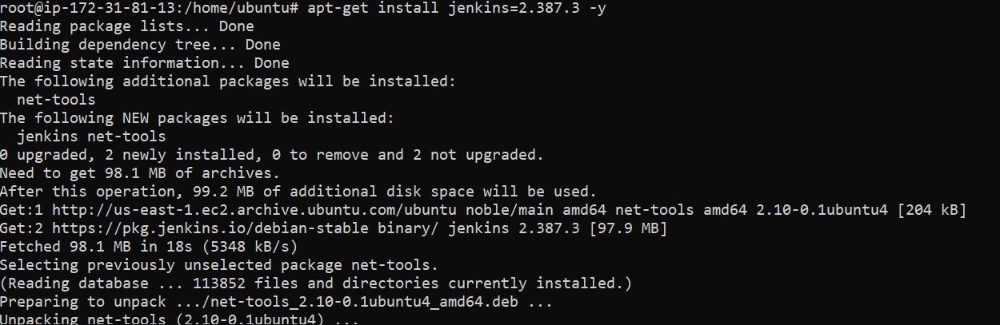 root@ip-172-31-81-13:/home/ubuntu# apt-get install jenkins=2.387.3 -y
Reading package lists... Done
Building dependency tree... Done
Reading state information... Done
The following additional packages will be installed:
  net-tools
The following NEW packages will be installed:
  jenkins net-tools
0 upgraded, 2 newly installed, 0 to remove and 2 not upgraded.
Need to get 98.1 MB of archives.
After this operation, 99.2 MB of additional disk space will be used.
Get:1 http://us-east-1.ec2.archive.ubuntu.com/ubuntu noble/main amd64 net-tools amd64 2.10-0.1ubuntu4 [204 kB]
Get:2 https://pkg.jenkins.io/debian-stable binary/ jenkins 2.387.3 [97.9 MB]
Fetched 98.1 MB in 18s (5348 kB/s)
Selecting previously unselected package net-tools.
(Reading database ... 113852 files and directories currently installed.)
Preparing to unpack .../net-tools_2.10-0.1ubuntu4_amd64.deb ...
Unpacking net-tools (2.10-0.1ubuntu4) ...